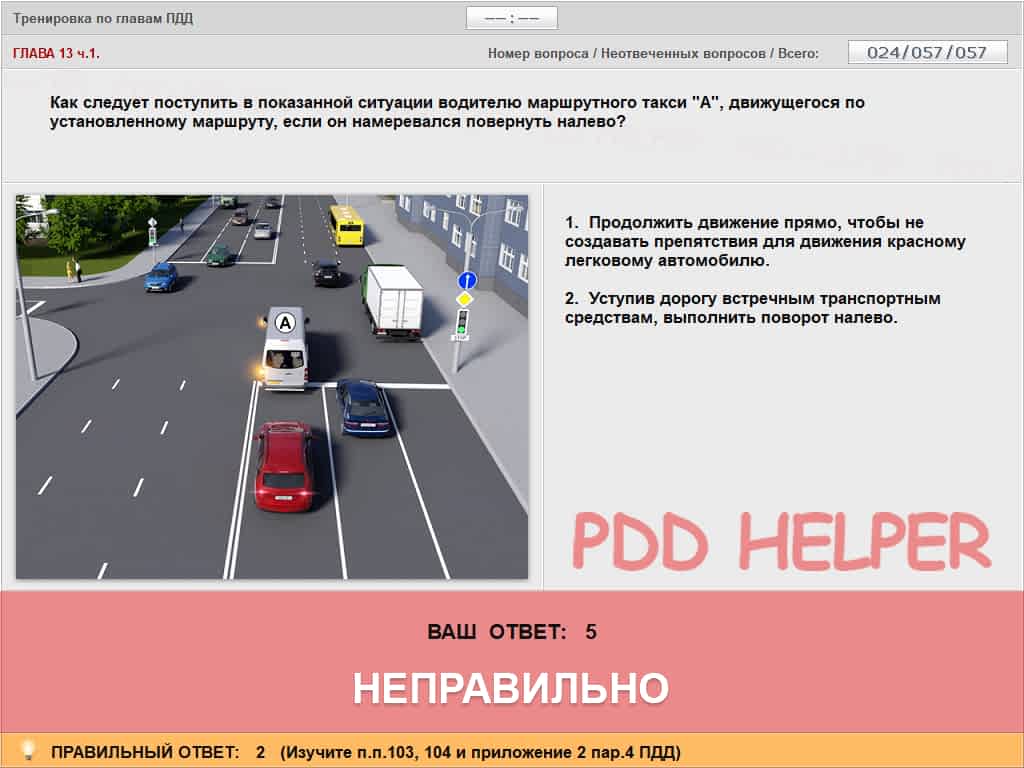 Тренировка по главам ПДД
—— : ——
ГЛАВА 13 ч.1.
Номер вопроса / Неотвеченных вопросов / Всего:
024/057/057
Как следует поступить в показанной ситуации водителю маршрутного такси "А", движущегося по
установленному маршруту, если он намеревался повернуть налево?
А
STOP
1. Продолжить движение прямо, чтобы не
создавать препятствия для движения красному
легковому автомобилю.
2. Уступив дорогу встречным транспортным
средствам, выполнить поворот налево.
PDD HELPER
ВАШ ОТВЕТ: 5
НЕПРАВИЛЬНО
ПРАВИЛЬНЫЙ ОТВЕТ: 2 (Изучите п.п.103, 104 и приложение 2 пар.4 ПДД)